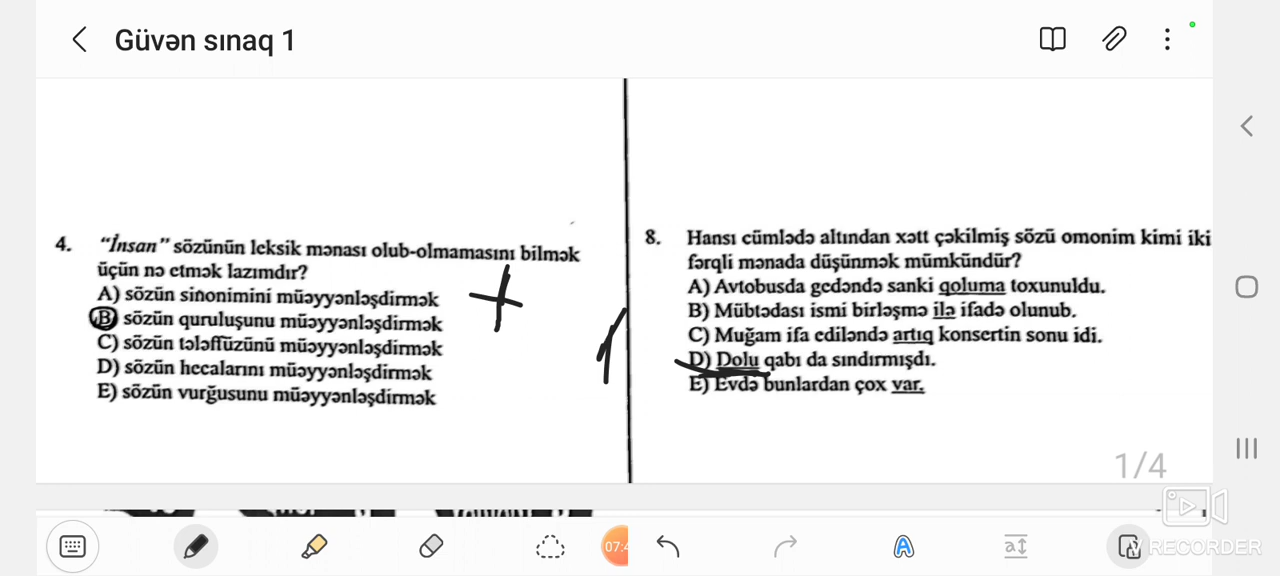 Güvən sınaq 1
4. “İnsan” sözünün leksik mənası olub-olmamasını bilmək
üçün nə etmək lazımdır?
A) sözün sinonimini müəyyənləşdirmək
B) sözün quruluşunu müəyyənləşdirmək
C) sözün tələffüzünü müəyyənləşdirmək
D) sözün hecalarını müəyyənləşdirmək
E) sözün vurğusunu müəyyənləşdirmək
8. Hansı cümlədə altından xətt çəkilmiş sözü omonim kimi iki
fərqli mənada düşünmək mümkündür?
A) Avtobusda gedəndə sanki qoluma toxunuldu.
B) Mübtədası ismi birləşmə ilə ifadə olunub.
C) Muğam ifa ediləndə artıq konsertin sonu idi.
D) Dolu qabı da sındırmışdı.
E) Evdə bunlardan çox var.
1/4
RECORDER